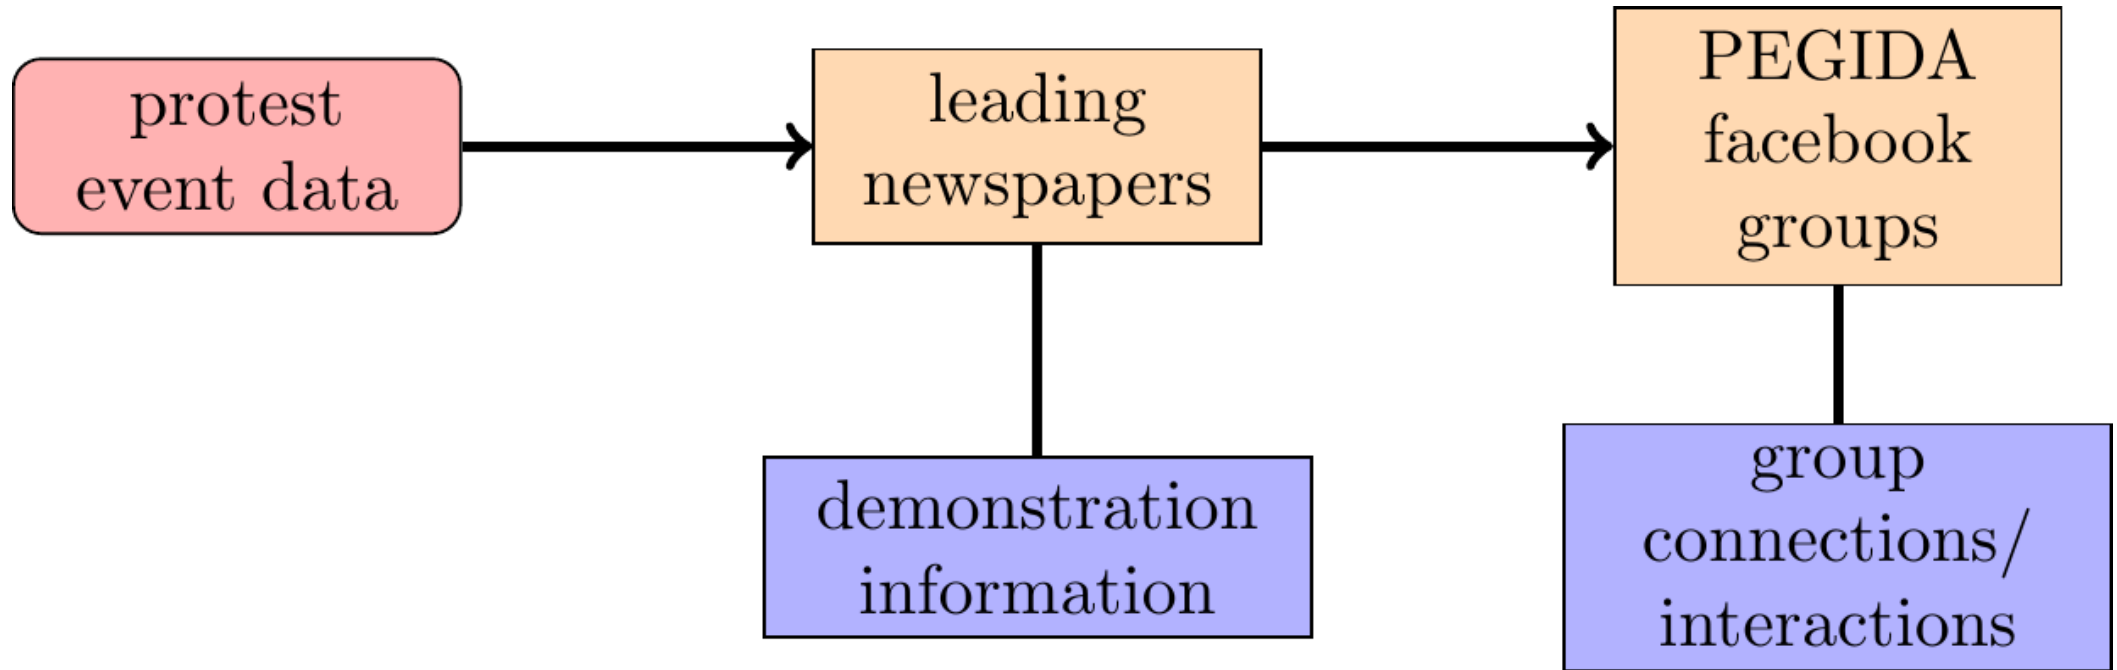 protest
event data
leading
newspapers
PEGIDA
facebook
groups
demonstration
information
group
connections/
interactions